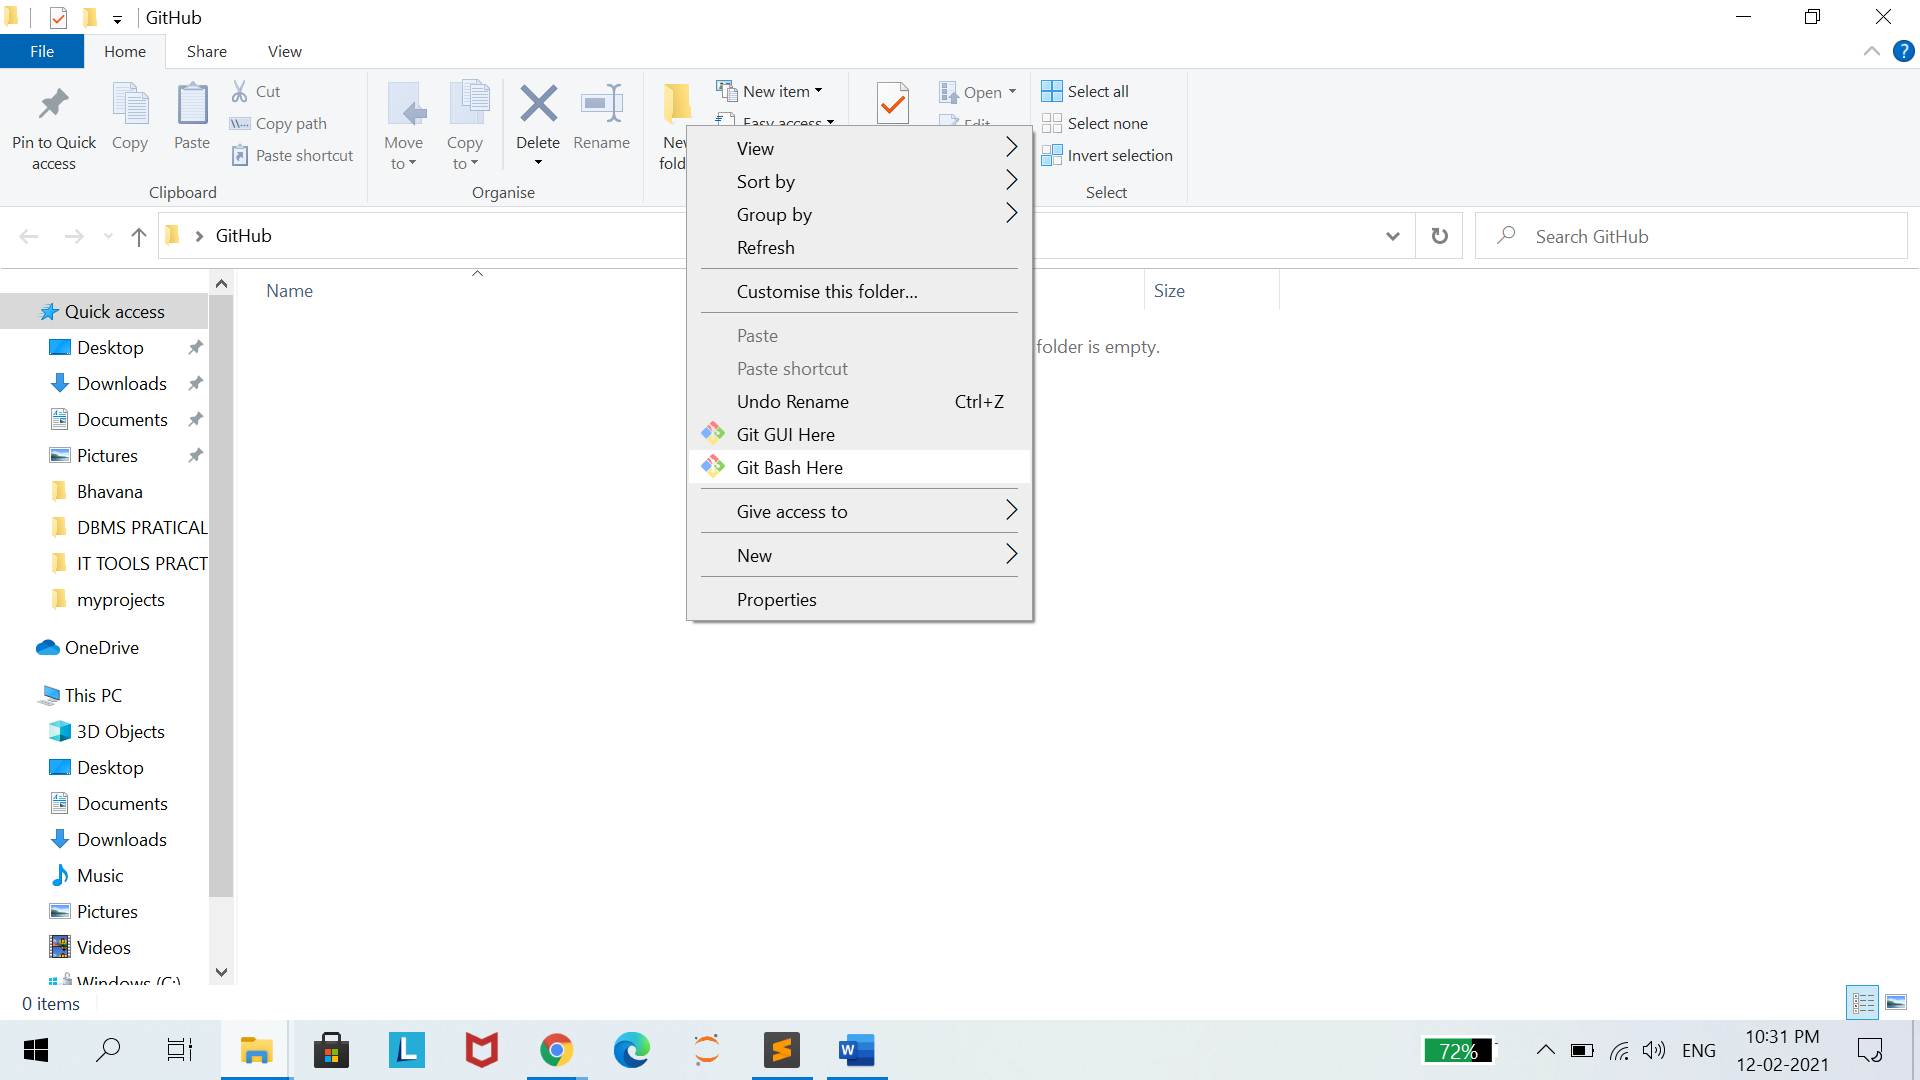 GitHub
File Home Share View
Pin to Quick access
Copy
Paste
Cut
Copy path
Paste shortcut
Clipboard
Move to
Copy to
Delete
Rename
Organise
New item
Easy access
Open
Edit
Select all
Select none
Invert selection
Select
GitHub
Search GitHub
Name
Size
folder is empty.
View
Sort by
Group by
Refresh
Customise this folder...
Paste
Paste shortcut
Undo Rename Ctrl+Z
Git GUI Here
Git Bash Here
Give access to
New
Properties
Quick access
Desktop
Downloads
Documents
Pictures
Bhavana
DBMS PRATICAL
IT TOOLS PRACT
myprojects
OneDrive
This PC
3D Objects
Desktop
Documents
Downloads
Music
Pictures
Videos
Windows (C:)
0 items
L
W
72%
ENG
10:31 PM
12-02-2021